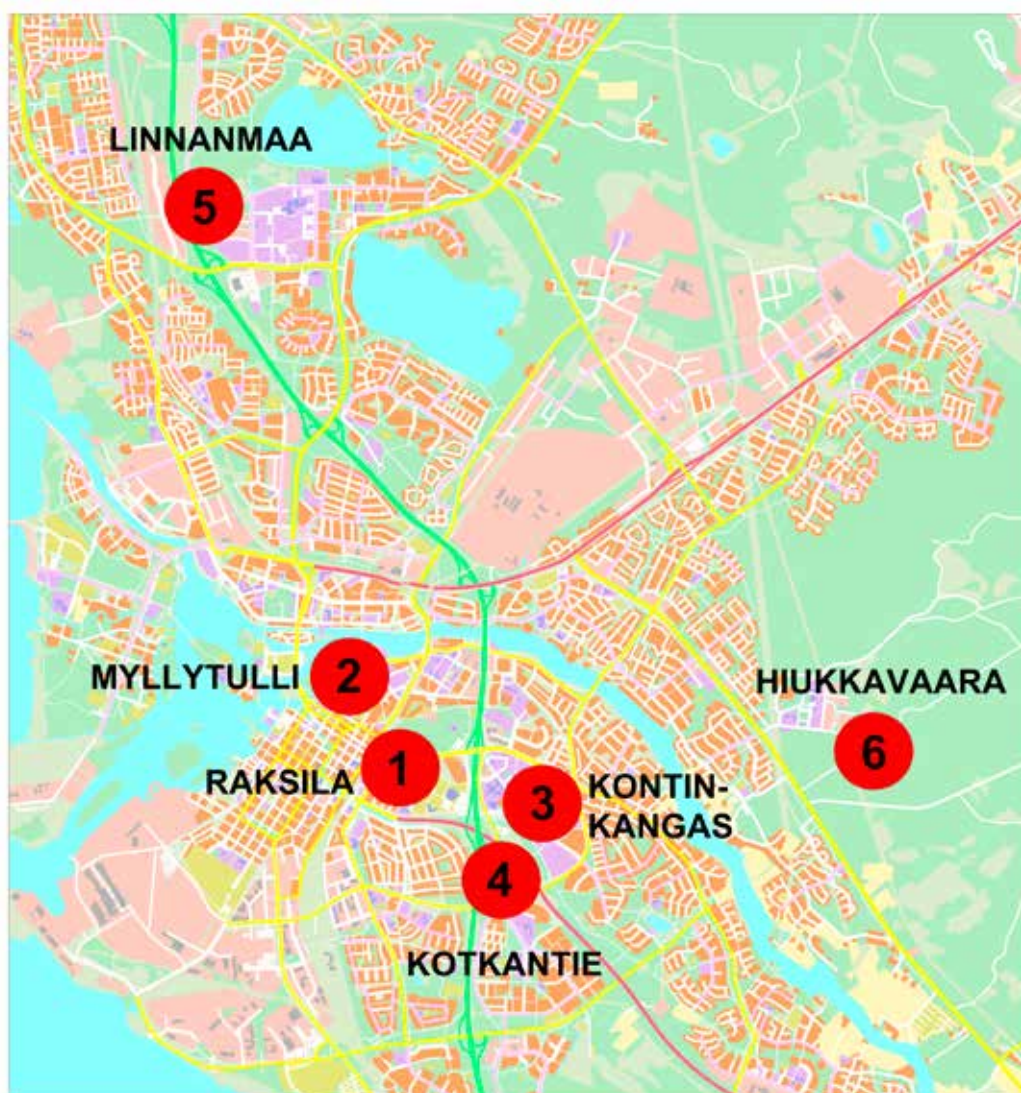 LINNANMAA
5
MYLLYTULLI
2
HIUKKAVAARA
6
RAKSILA
1
3
KONTIN-
KANGAS
4
KOTKANTIE